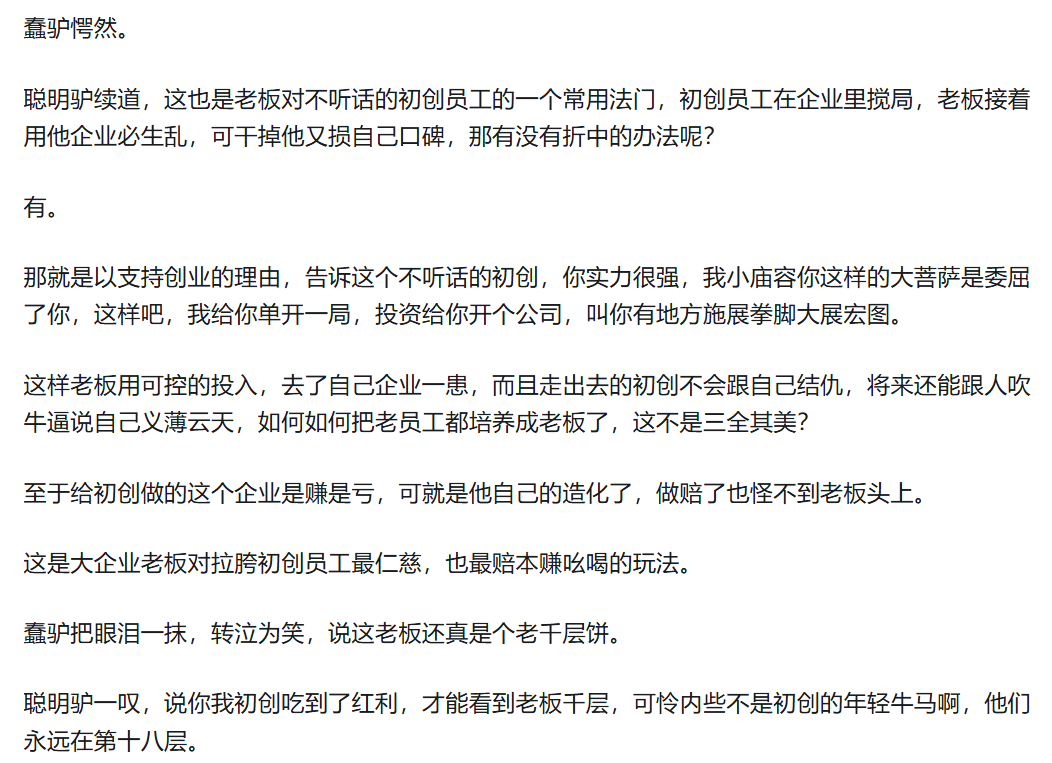 蠢驴愕然。
聪明驴续道，这也是老板对不听话的初创员工的一个常用法门，初创员工在企业里搅局，老板接着
用他企业必生乱，可干掉他又损自己口碑，那有没有折中的办法呢？
有。
那就是以支持创业的理由，告诉这个不听话的初创，你实力很强，我小庙容你这样的大菩萨是委屈
了你，这样吧，我给你单开一局，投资给你开个公司，叫你有地方施展拳脚大展宏图。
这样老板用可控的投入，去了自己企业一患，而且走出去的初创不会跟自己结仇，将来还能跟人吹
牛逼说自己义薄云天，如何如何把老员工都培养成老板了，这不是三全其美？
至于给初创做的这个企业是赚是亏，可就是他自己的造化了，做赔了也怪不到老板头上。
这是大企业老板对拉胯初创员工最仁慈，也最赔本赚吆喝的玩法。
蠢驴把眼泪一抹，转泣为笑，说这老板还真是个老千层饼。
聪明驴一叹，说你我初创吃到了红利，才能看到老板千层，可怜内些不是初创的年轻牛马啊，他们
永远在第十八层。